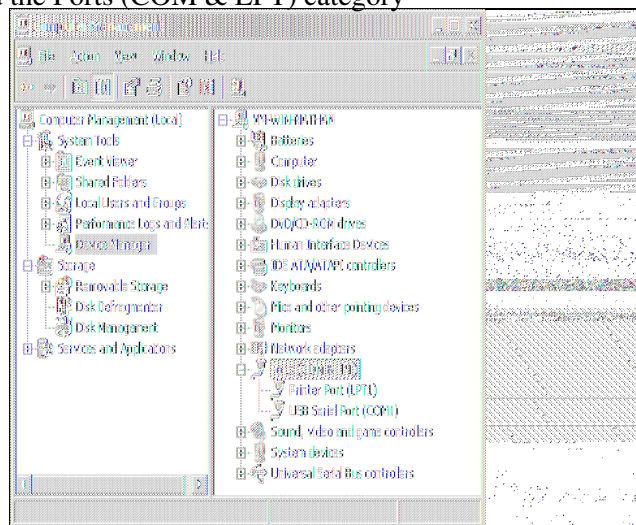 the Ports (COM & LPT) category
Computer Management
File Action View Window Help
Computer Management (Local)
System Tools
Event Viewer
Shared Folders
Local Users and Groups
Performance Logs and Alerts
Device Manager
Storage
Removable Storage
Disk Defragmenter
Disk Management
Services and Applications
Batteries
Computer
Disk drives
Display adapters
DVD/CD-ROM drives
Human Interface Devices
IDE ATA/ATAPI controllers
Keyboards
Mice and other pointing devices
Monitors
Network adapters
Ports (COM & LPT)
Printer Port (LPT1)
USB Serial Port
Sound, video and game controllers
System devices
Universal Serial Bus controllers